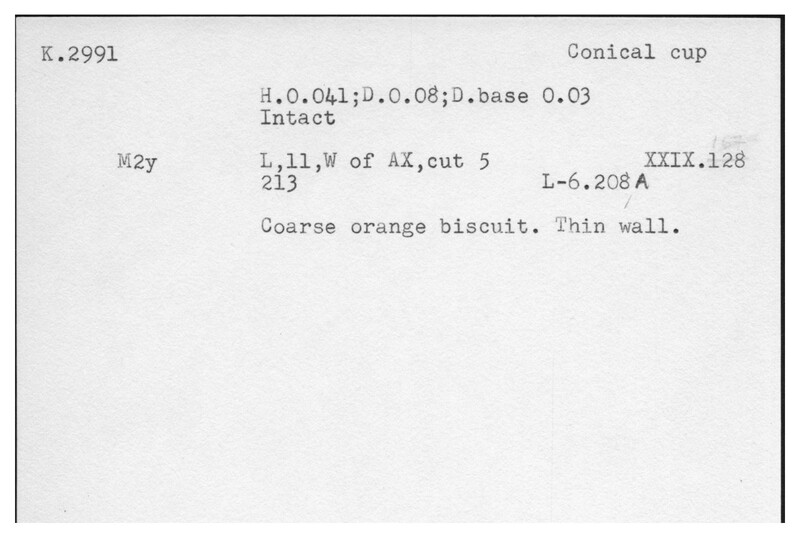 K.2991 Conical cup
H.0.041;D.0.08;D.base 0.03
Intact
M2y L,11,W of AX,cut 5 XXIX.128
213 L-6.208 A
Coarse orange biscuit. Thin wall.